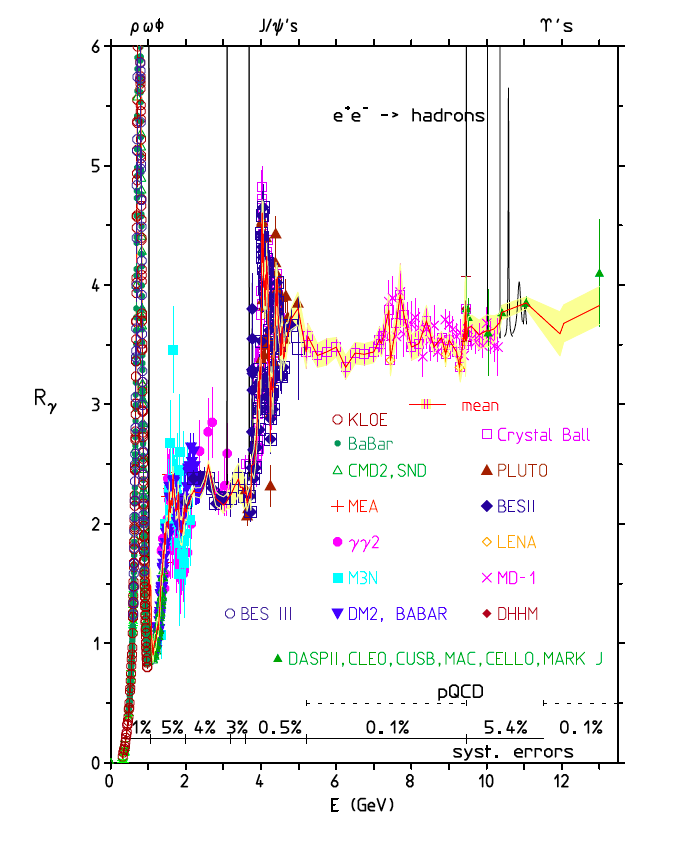 ρ ω Φ J/ψ's ϒ's
6
e⁺e⁻ -> hadrons
5
4
R_γ
3
mean
KLOE
Crystal Ball
BaBar
CMD2,SND PLUTO
MEA BESII
2
γγ2 LENA
M3N MD-1
BES III DM2, BABAR DHHM
1
DASPII,CLEO,CUSB,MAC,CELLO,MARK J
pQCD
1% 5% 4% 3% 0.5% 0.1% 5.4% 0.1%
syst. errors
0
0 2 4 6 8 10 12
E (GeV)